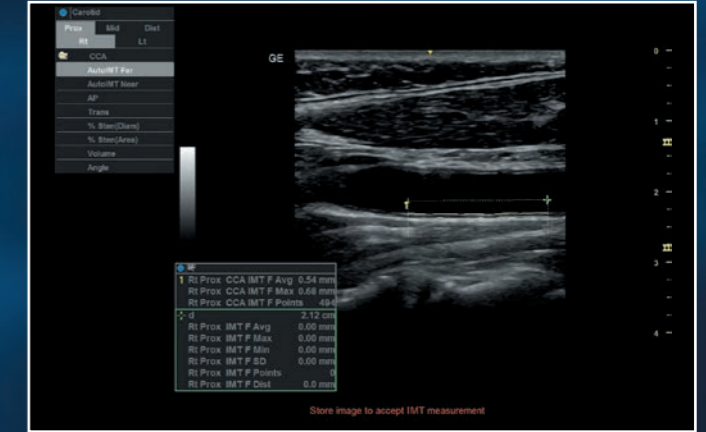 Carotid
Prox Mid Dist
Rt Lt
CCA
AutoIMT Far
AutoIMT Near
AP
Trans
% Sten(Diam)
% Sten(Area)
Volume
Angle
GE
0
1
2
3
4
1
1 Rt Prox CCA IMT F Avg 0.54 mm
Rt Prox CCA IMT F Max 0.68 mm
Rt Prox CCA IMT F Points 494
d 2.12 cm
Rt Prox IMT F Avg 0.00 mm
Rt Prox IMT F Max 0.00 mm
Rt Prox IMT F Min 0.00 mm
Rt Prox IMT F SD 0.00 mm
Rt Prox IMT F Points 0
Rt Prox IMT F Dist 0.0 mm
Store image to accept IMT measurement